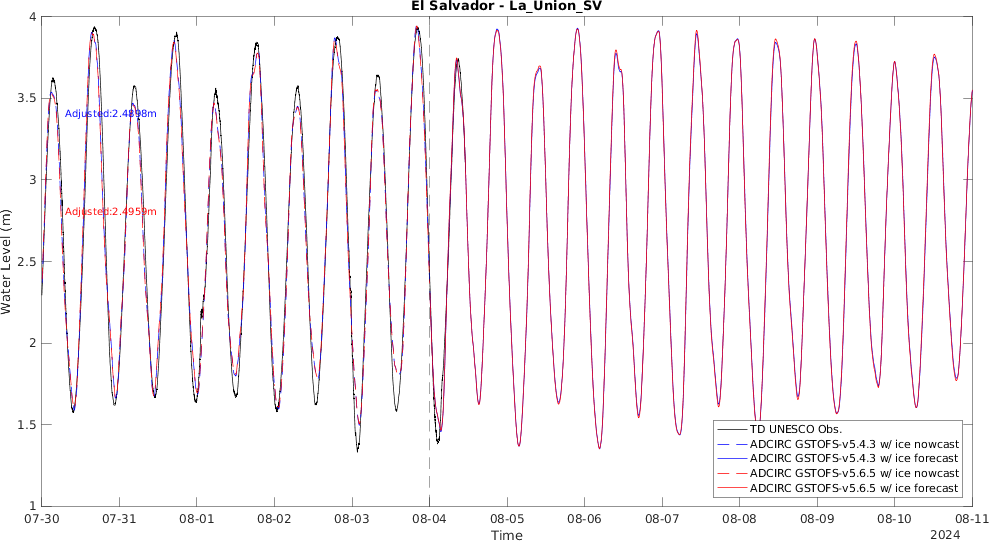 El Salvador - La_Union_SV
4
3.5
3
2.5
2
1.5
1
Water Level (m)
Adjusted:2.4898m
Adjusted:2.4959m
TD UNESCO Obs.
ADCIRC GSTOFS-v5.4.3 w/ ice nowcast
ADCIRC GSTOFS-v5.4.3 w/ ice forecast
ADCIRC GSTOFS-v5.6.5 w/ ice nowcast
ADCIRC GSTOFS-v5.6.5 w/ ice forecast
07-30 07-31 08-01 08-02 08-03 08-04 08-05 08-06 08-07 08-08 08-09 08-10 08-11
Time
2024